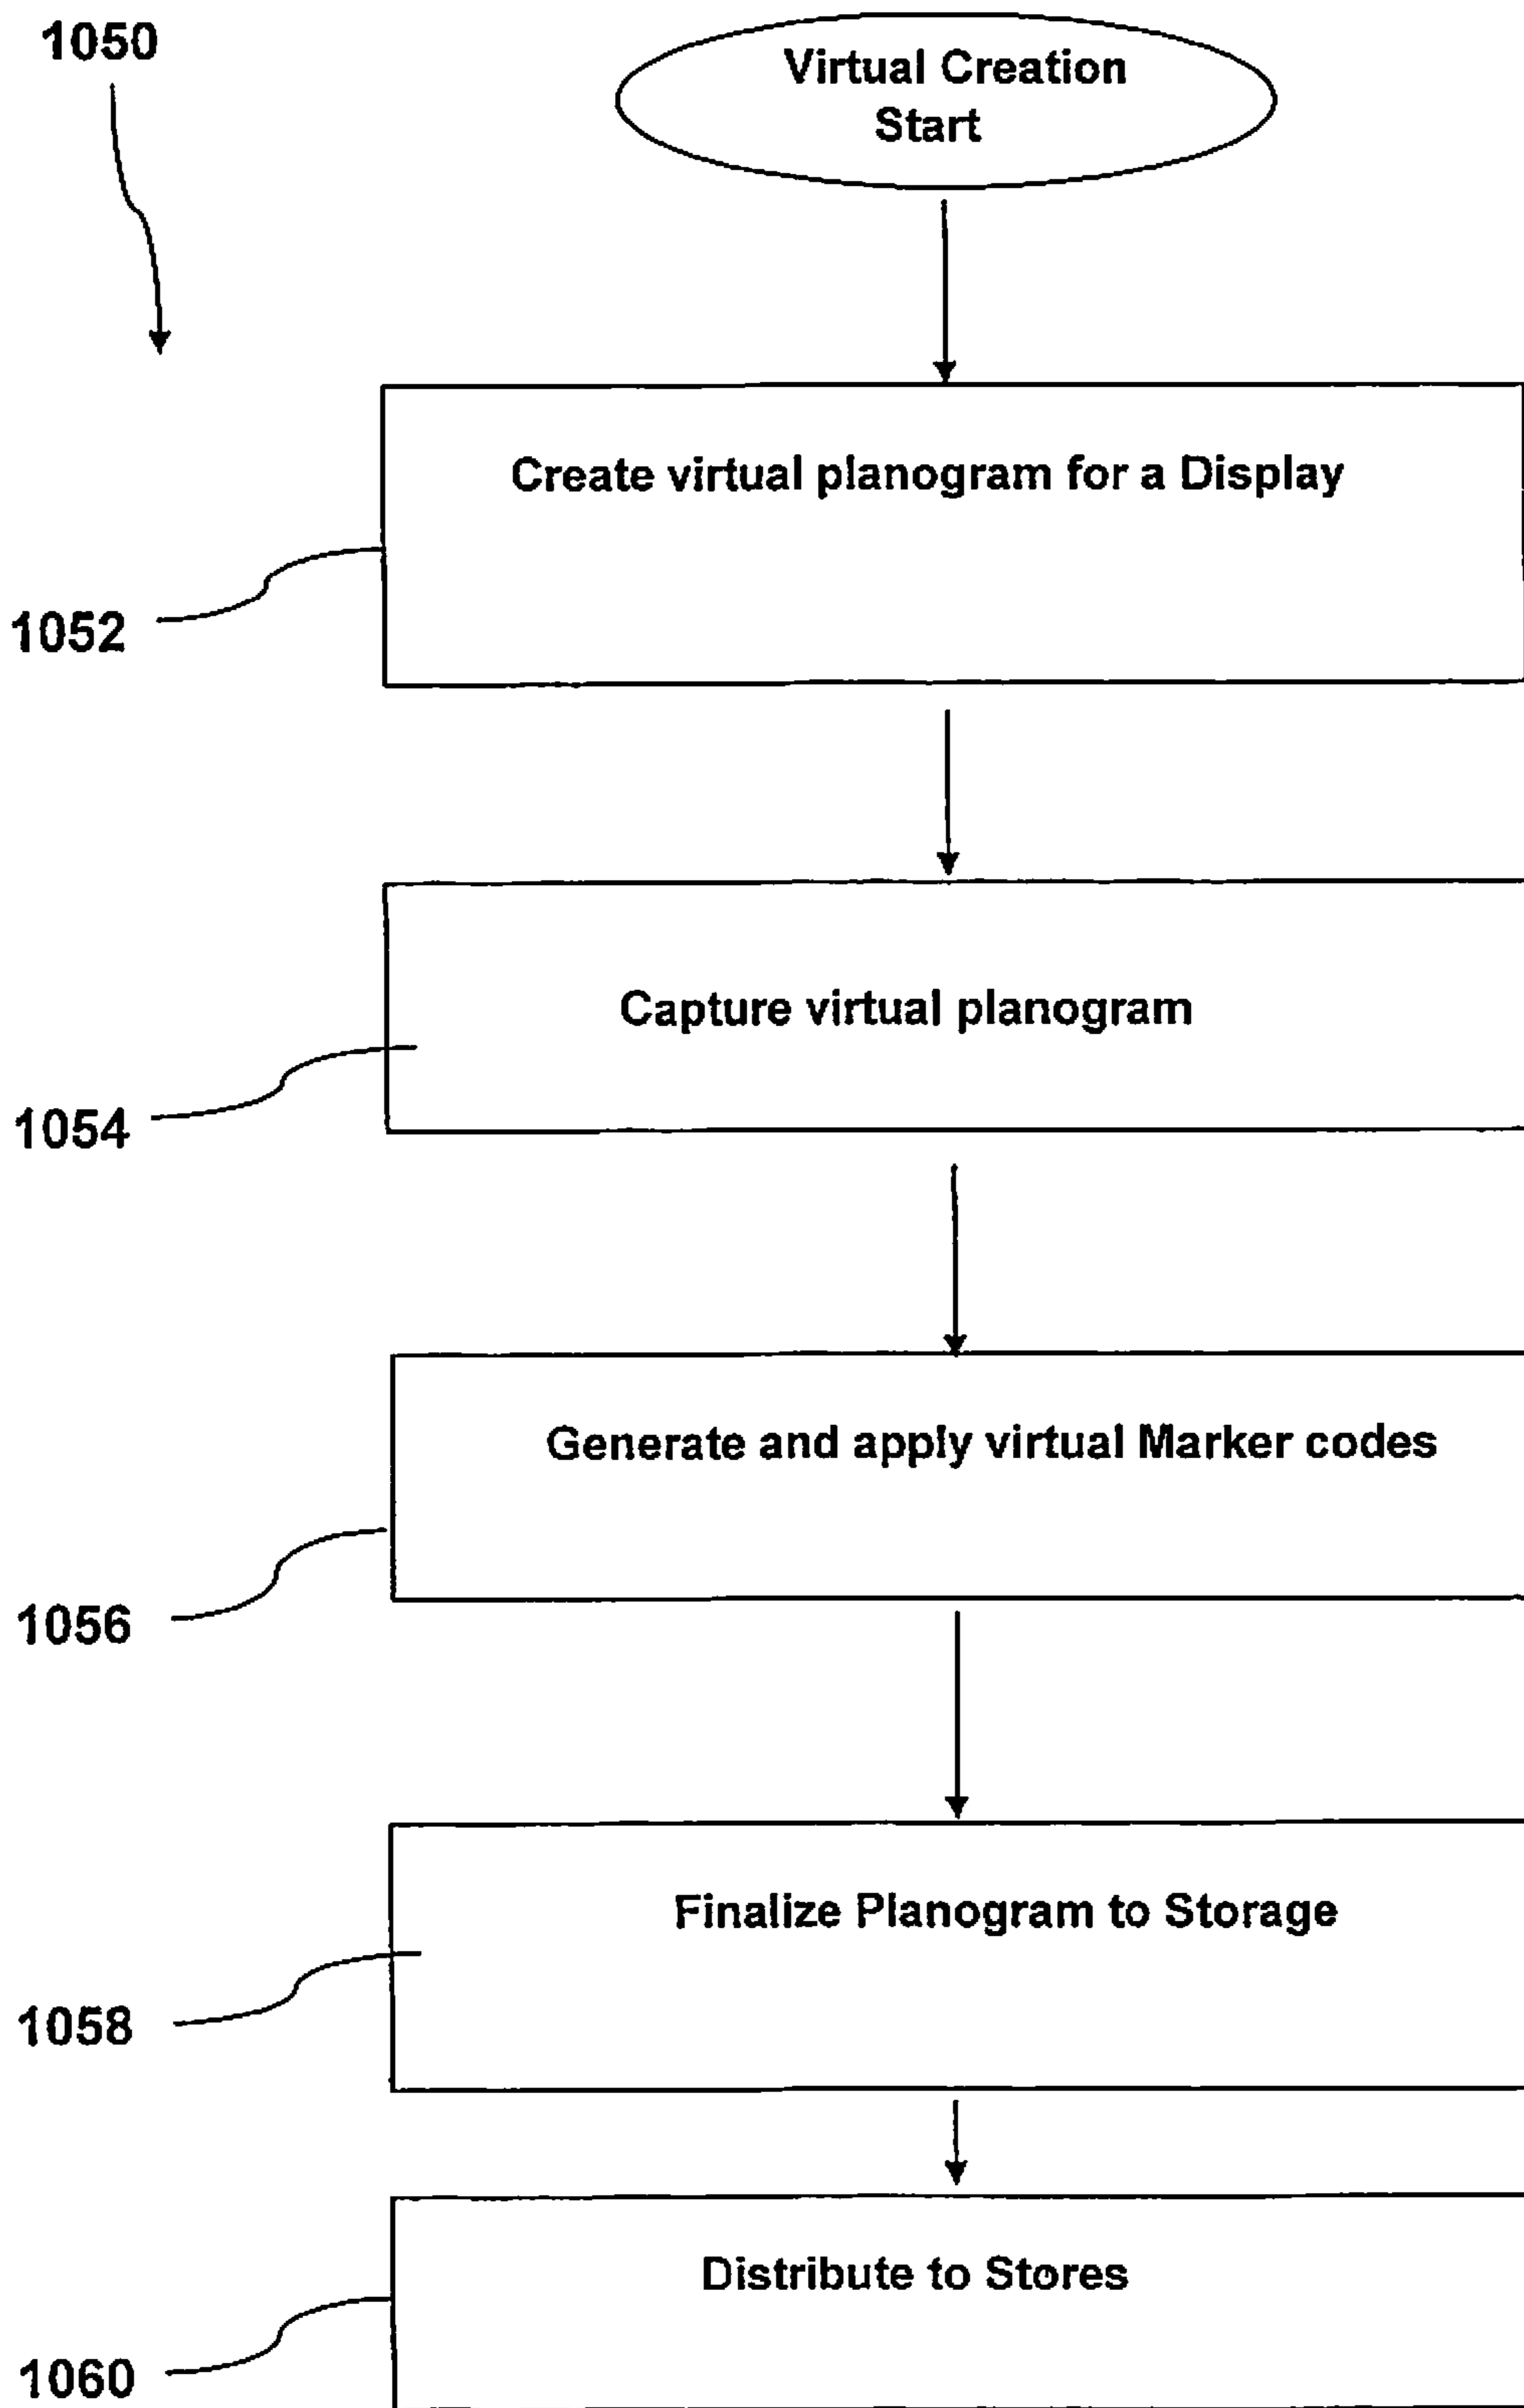 1050
Virtual Creation
Start
Create virtual planogram for a Display
1052
Capture virtual planogram
1054
Generate and apply virtual Marker codes
1056
Finalize Planogram to Storage
1058
Distribute to Stores
1060